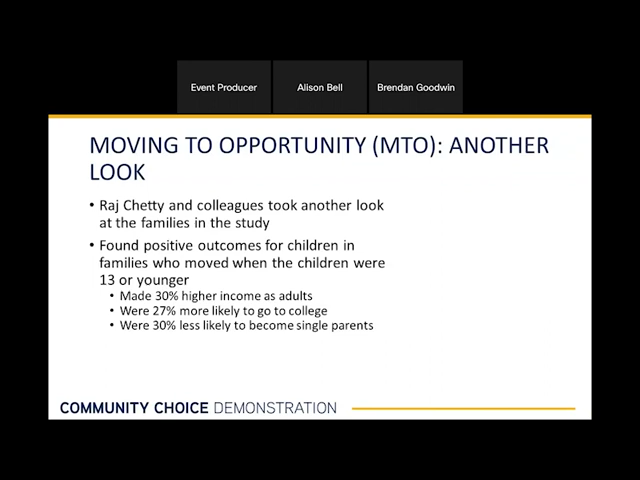 Event Producer
Alison Bell
Brendan Goodwin
MOVING TO OPPORTUNITY (MTO): ANOTHER
LOOK
• Raj Chetty and colleagues took another look
at the families in the study
• Found positive outcomes for children in
families who moved when the children were
13 or younger
• Made 30% higher income as adults
• Were 27% more likely to go to college
• Were 30% less likely to become single parents
COMMUNITY CHOICE DEMONSTRATION